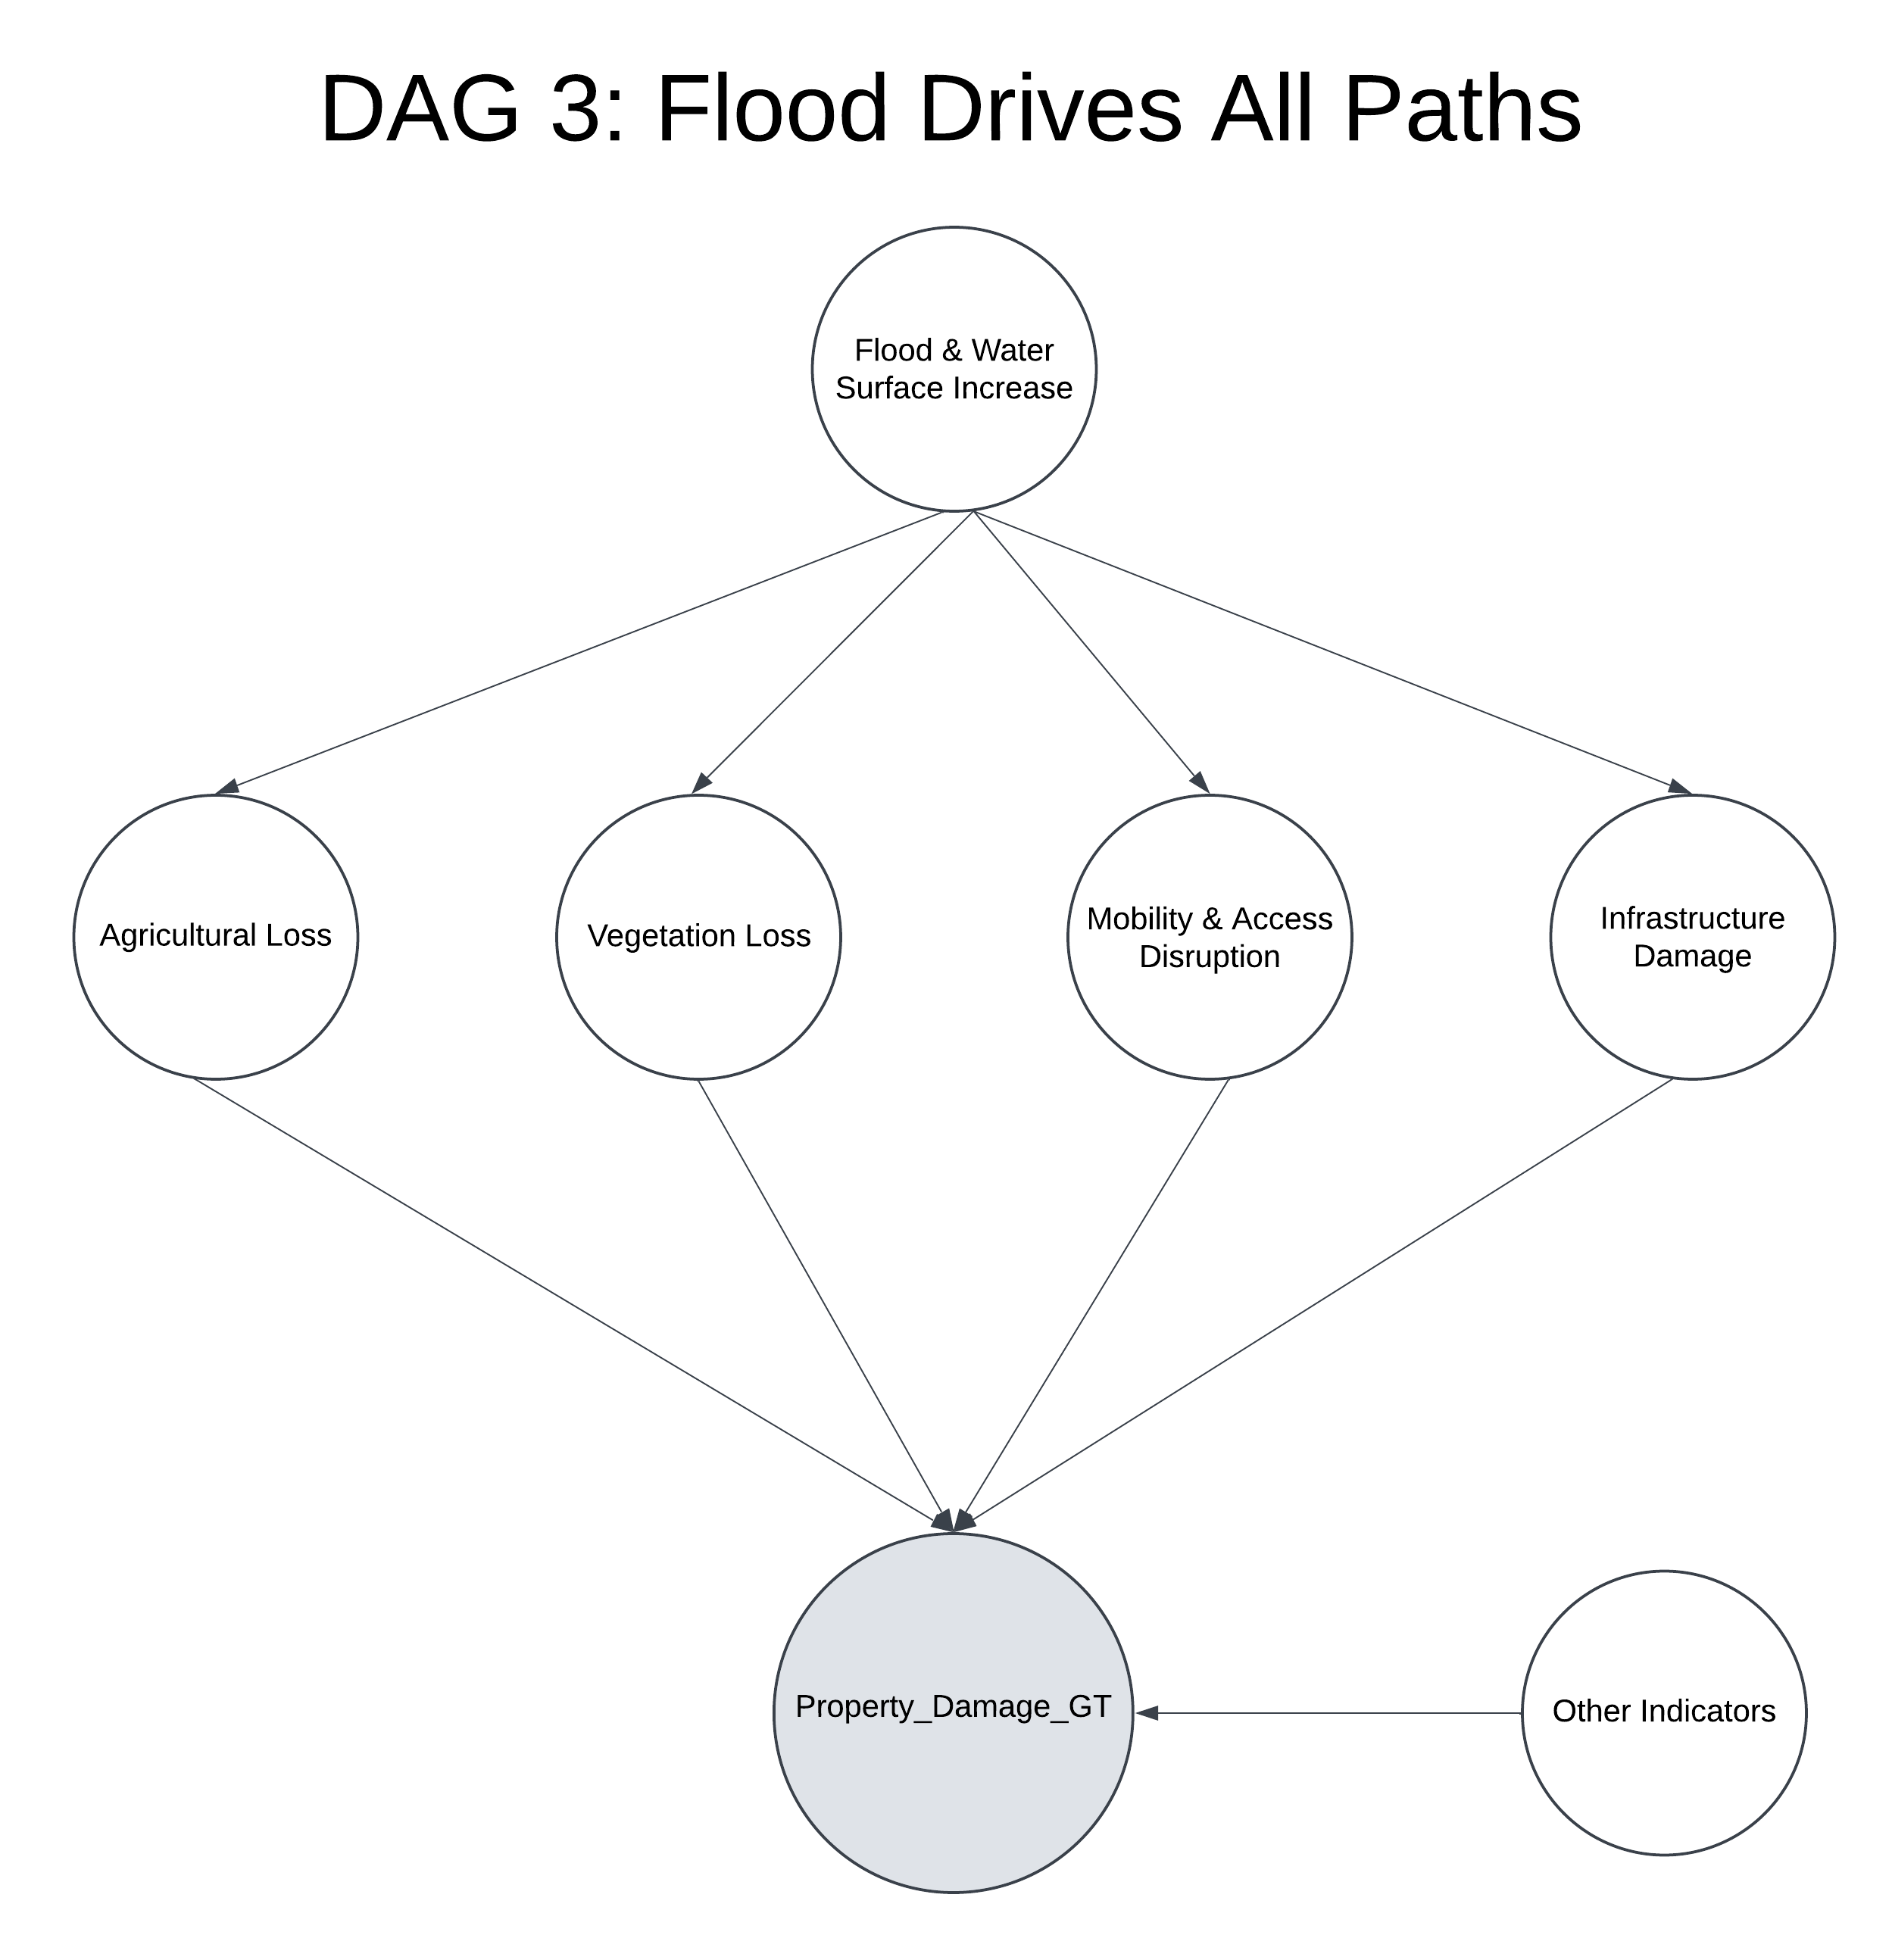 DAG 3: Flood Drives All Paths
Flood & Water
Surface Increase
Agricultural Loss
Vegetation Loss
Mobility & Access
Disruption
Infrastructure
Damage
Property_Damage_GT
Other Indicators